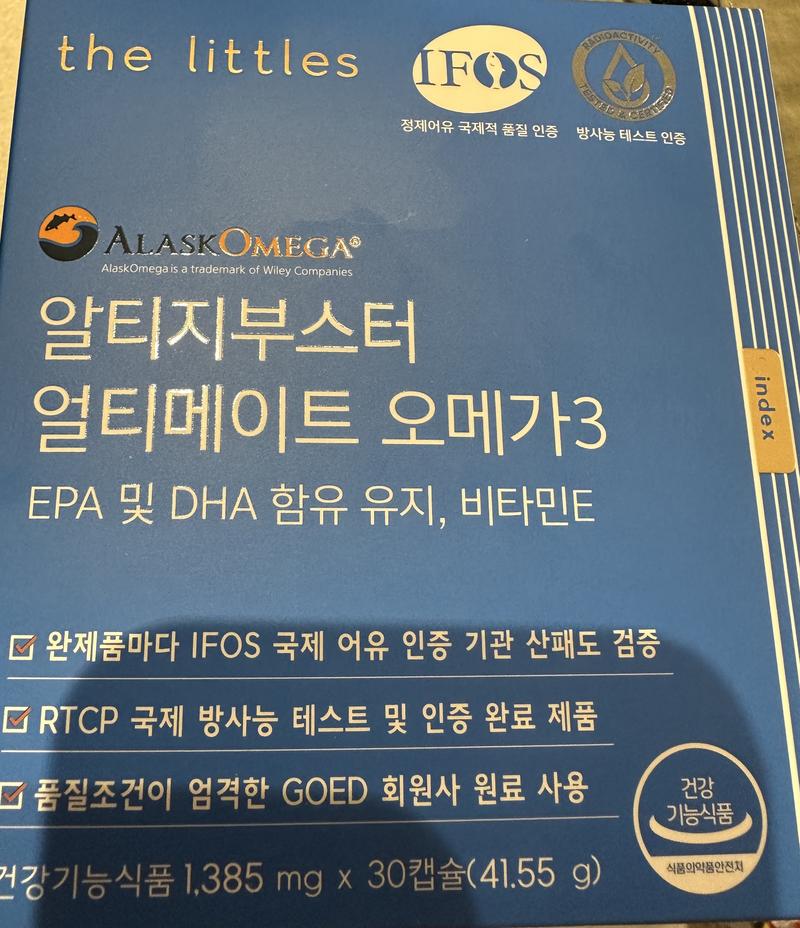 the littles
IFOS
정제어유 국제적 품질 인증
RADIOACTIVITY
TESTED & CERTIFIED
방사능 테스트 인증
ALASKOMEGA®
AlaskOmega is a trademark of Wiley Companies
알티지부스터
얼티메이트 오메가3
EPA 및 DHA 함유 유지, 비타민E
index
완제품마다 IFOS 국제 어유 인증 기관 산패도 검증
RTCP 국제 방사능 테스트 및 인증 완료 제품
품질조건이 엄격한 GOED 회원사 원료 사용
건강기능식품 1,385 mg x 30캡슐(41.55 g)
건강
기능식품
식품의약품안전처